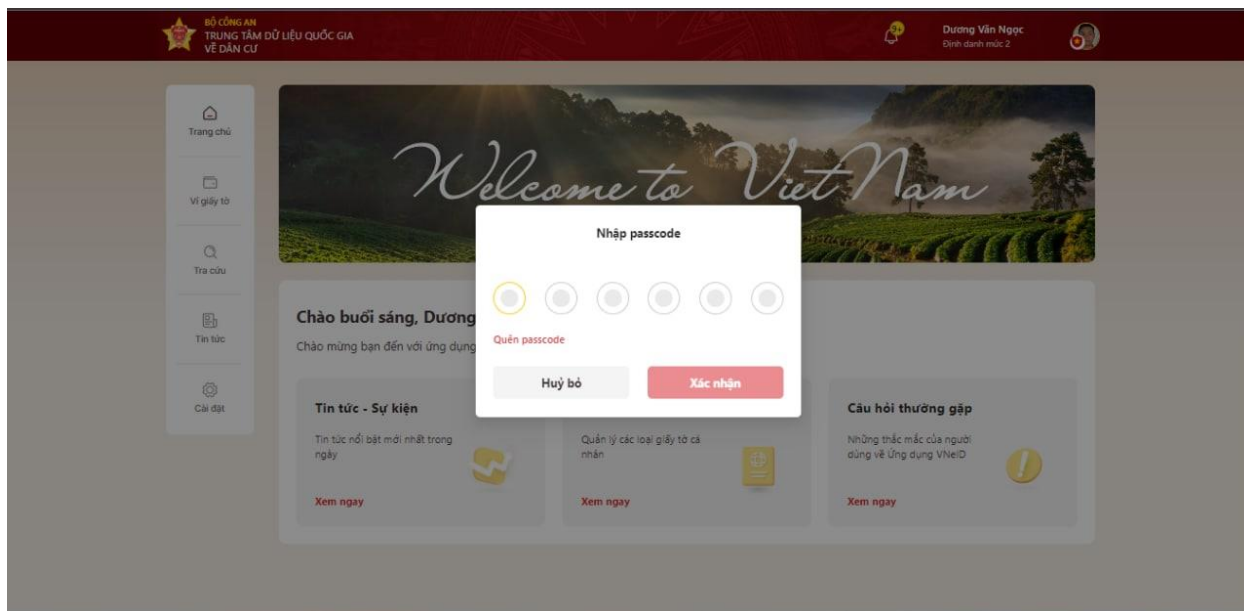 BỘ CÔNG AN
TRUNG TÂM DỮ LIỆU QUỐC GIA
VỀ DÂN CƯ
9+
Dương Văn Ngọc
Định danh mức 2
Trang chủ
Ví giấy tờ
Tra cứu
Tin tức
Cài đặt
Welcome to Viet Nam
Nhập passcode
Quên passcode
Huỷ bỏ
Xác nhận
Chào buổi sáng, Dương
Chào mừng bạn đến với ứng dụng
Tin tức - Sự kiện
Tin tức nổi bật mới nhất trong
ngày
Xem ngay
Quản lý các loại giấy tờ cá
nhân
Xem ngay
Câu hỏi thường gặp
Những thắc mắc của người
dùng về Ứng dụng VNeID
Xem ngay